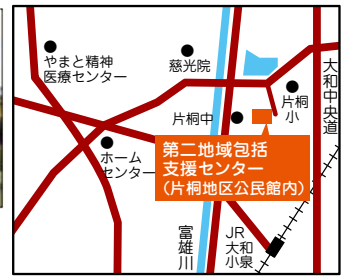 やまと精神
医療センター
慈光院
片桐
小
大和中央道
片桐中
ホーム
センター
第二地域包括
支援センター
(片桐地区公民館内)
富雄川
JR
大和
小泉